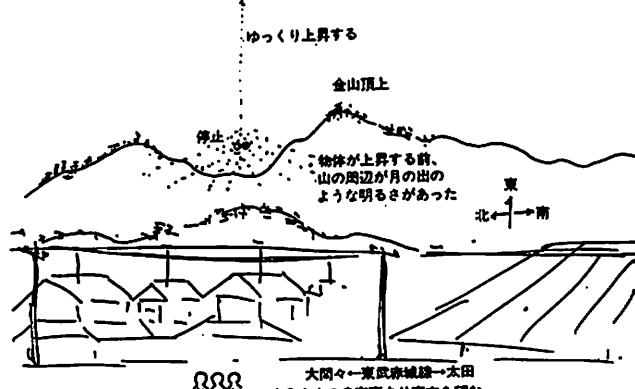 ゆっくり上昇する
金山頂上
停止
物体が上昇する前、
山の周辺が月の出の
ような明るさがあった
東
北 南
大間々←東武赤城線→太田